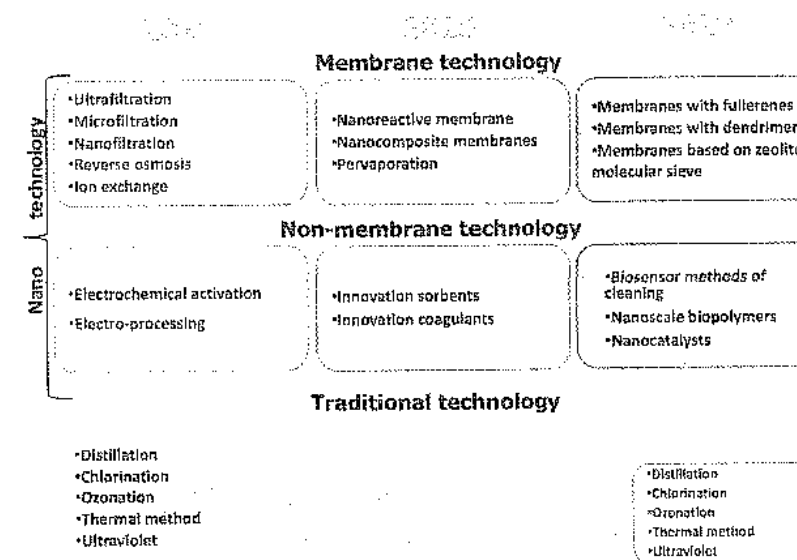 Membrane technology
•Ultrafiltration
•Microfiltration
•Nanofiltration
•Reverse osmosis
•Ion exchange
•Nanoreactive membrane
•Nanocomposite membranes
•Pervaporation
•Membranes with fullerenes
•Membranes with dendrimer
•Membranes based on zeolite
molecular sieve
Nano technology
Non-membrane technology
•Electrochemical activation
•Electro-processing
•Innovation sorbents
•Innovation coagulants
•Biosensor methods of
cleaning
•Nanoscale biopolymers
•Nanocatalysts
Traditional technology
•Distillation
•Chlorination
•Ozonation
•Thermal method
•Ultraviolet
•Distillation
•Chlorination
•Ozonation
•Thermal method
•Ultraviolet